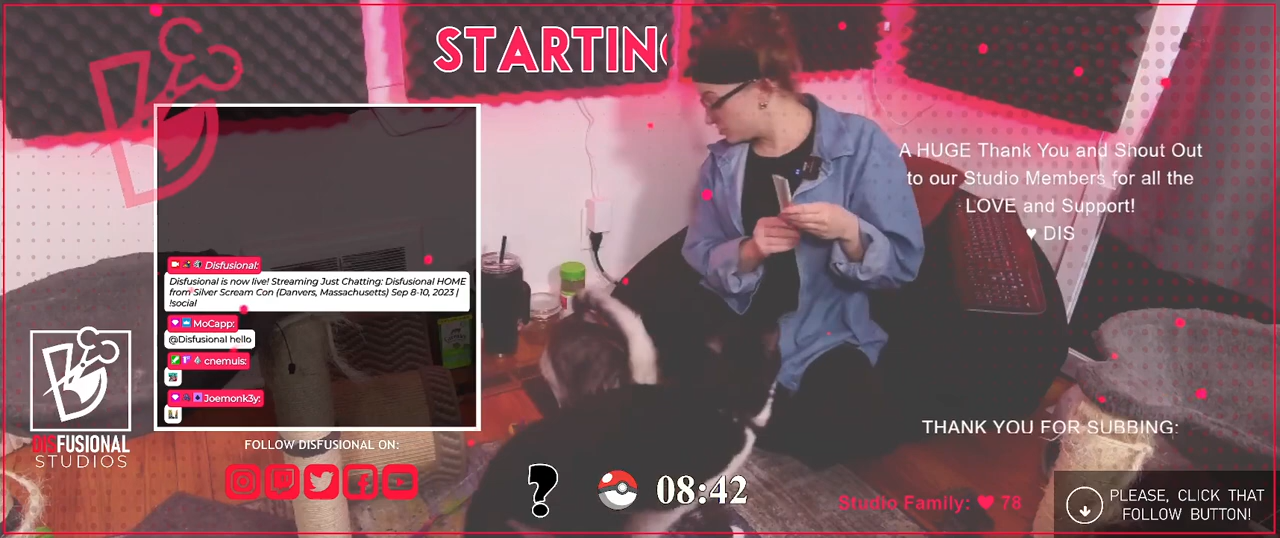 STARTING
A HUGE Thank You and Shout Out
to our Studio Members for all the
LOVE and Support!
♥ DIS
Disfusional:
Disfusional is now live! Streaming Just Chatting: Disfusional HOME
from Silver Scream Con (Danvers, Massachusetts) Sep 8-10, 2023 |
!social
MoCapp:
@Disfusional hello
cnemuis:
Joemonk3y:
DISFUSIONAL
STUDIOS
FOLLOW DISFUSIONAL ON:
THANK YOU FOR SUBBING:
?
08:42
Studio Family: ♥ 78
PLEASE, CLICK THAT
FOLLOW BUTTON!